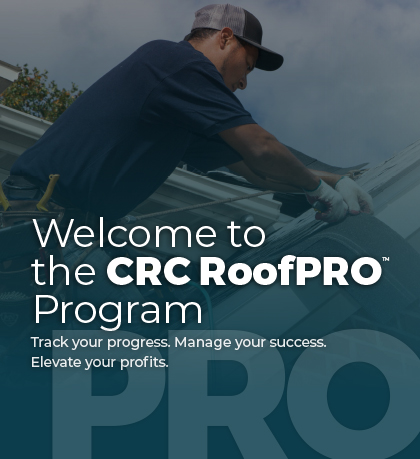 Welcome to
the CRC RoofPRO™
Program
Track your progress. Manage your success.
Elevate your profits.
PRO